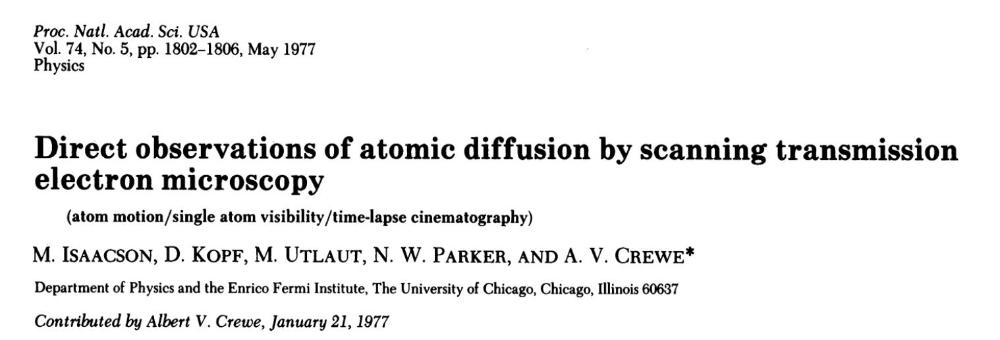 Proc. Natl. Acad. Sci. USA
Vol. 74, No. 5, pp. 1802–1806, May 1977
Physics
Direct observations of atomic diffusion by scanning transmission
electron microscopy
(atom motion/single atom visibility/time-lapse cinematography)
M. ISAACSON, D. KOPF, M. UTLAUT, N. W. PARKER, AND A. V. CREWE*
Department of Physics and the Enrico Fermi Institute, The University of Chicago, Chicago, Illinois 60637
Contributed by Albert V. Crewe, January 21, 1977